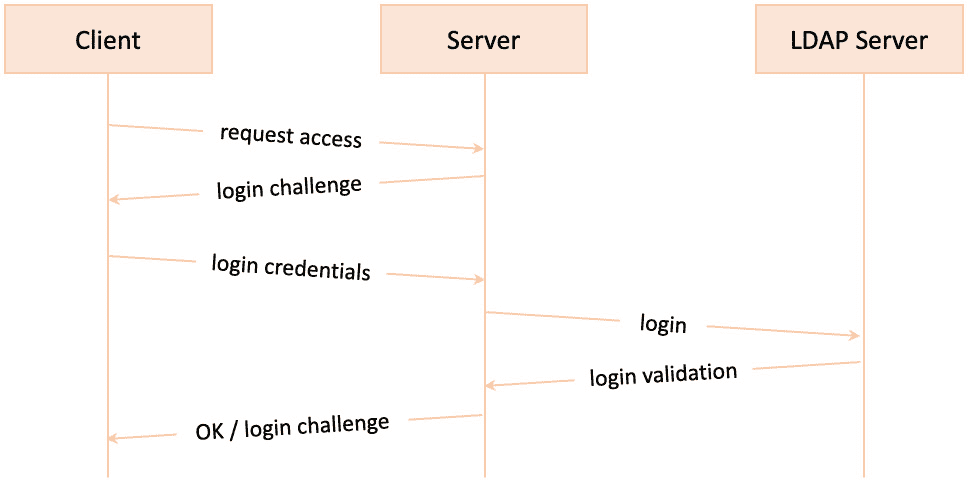 Client
Server
LDAP Server
request access
login challenge
login credentials
login
login validation
OK / login challenge